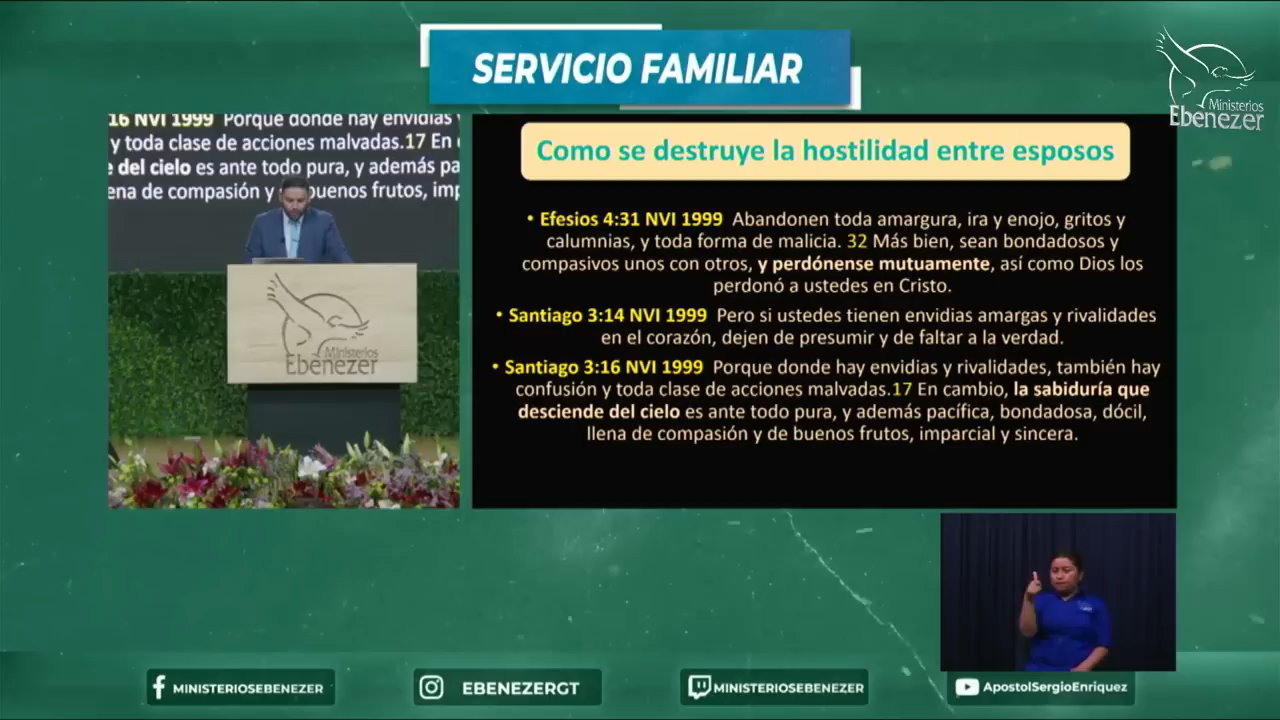 SERVICIO FAMILIAR
Ministerios
Ebenezer
16 NVI 1999 Porque donde hay envidias
y toda clase de acciones malvadas.17 En
del cielo es ante todo pura, y además pa
ena de compasión y buenos frutos, imp
Ministerios
Ebenezer
Como se destruye la hostilidad entre esposos
• Efesios 4:31 NVI 1999 Abandonen toda amargura, ira y enojo, gritos y
calumnias, y toda forma de malicia. 32 Más bien, sean bondadosos y
compasivos unos con otros, y perdónense mutuamente, así como Dios los
perdonó a ustedes en Cristo.
• Santiago 3:14 NVI 1999 Pero si ustedes tienen envidias amargas y rivalidades
en el corazón, dejen de presumir y de faltar a la verdad.
• Santiago 3:16 NVI 1999 Porque donde hay envidias y rivalidades, también hay
confusión y toda clase de acciones malvadas.17 En cambio, la sabiduría que
desciende del cielo es ante todo pura, y además pacífica, bondadosa, dócil,
llena de compasión y de buenos frutos, imparcial y sincera.
MINISTERIOSEBENEZER
EBENEZERGT
MINISTERIOSEBENEZER
ApostolSergioEnriquez